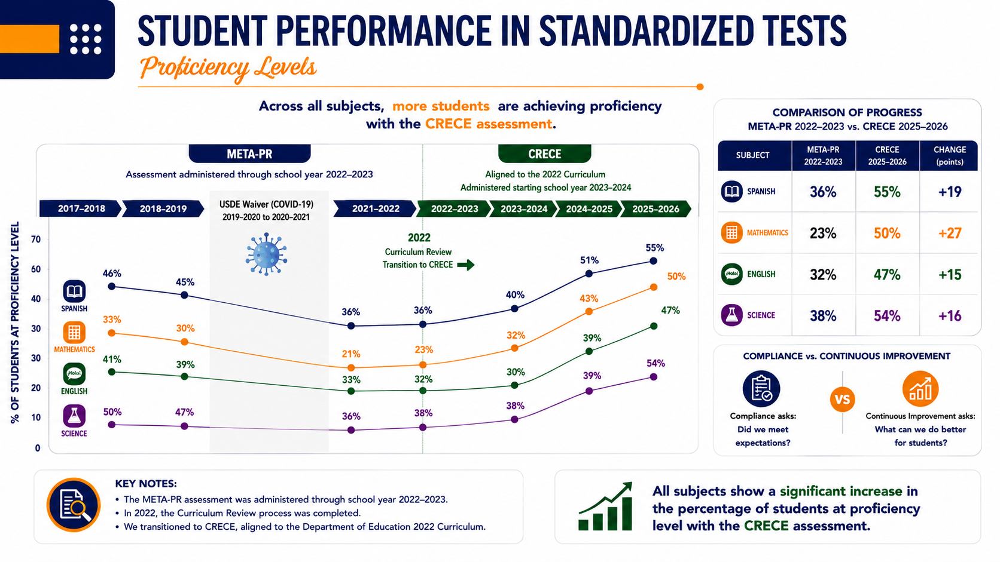 STUDENT PERFORMANCE IN STANDARDIZED TESTS
Proficiency Levels
Across all subjects, more students are achieving proficiency
with the CRECE assessment.
META-PR
Assessment administered through school year 2022–2023
CRECE
Aligned to the 2022 Curriculum
Administered starting school year 2023–2024
2017–2018
2018–2019
USDE Waiver (COVID-19)
2019–2020 to 2020–2021
2021–2022
2022–2023
2023–2024
2024–2025
2025–2026
2022
Curriculum Review
Transition to CRECE
% OF STUDENTS AT PROFICIENCY LEVEL
70
60
40
30
30
20
10
0
SPANISH
46%
45%
36%
36%
40%
51%
55%
MATHEMATICS
33%
30%
21%
23%
32%
43%
50%
ENGLISH
¡Hola!
41%
39%
33%
32%
30%
39%
47%
SCIENCE
50%
47%
36%
38%
38%
39%
54%
COMPARISON OF PROGRESS
META-PR 2022–2023 vs. CRECE 2025–2026
SUBJECT
META-PR
2022–2023
CRECE
2025–2026
CHANGE
(points)
SPANISH 36% 55% +19
MATHEMATICS 23% 50% +27
¡Hola! ENGLISH 32% 47% +15
SCIENCE 38% 54% +16
COMPLIANCE vs. CONTINUOUS IMPROVEMENT
Compliance asks:
Did we meet
expectations?
VS
Continuous Improvement asks:
What can we do better
for students?
KEY NOTES:
• The META-PR assessment was administered through school year 2022–2023.
• In 2022, the Curriculum Review process was completed.
• We transitioned to CRECE, aligned to the Department of Education 2022 Curriculum.
All subjects show a significant increase in
the percentage of students at proficiency
level with the CRECE assessment.